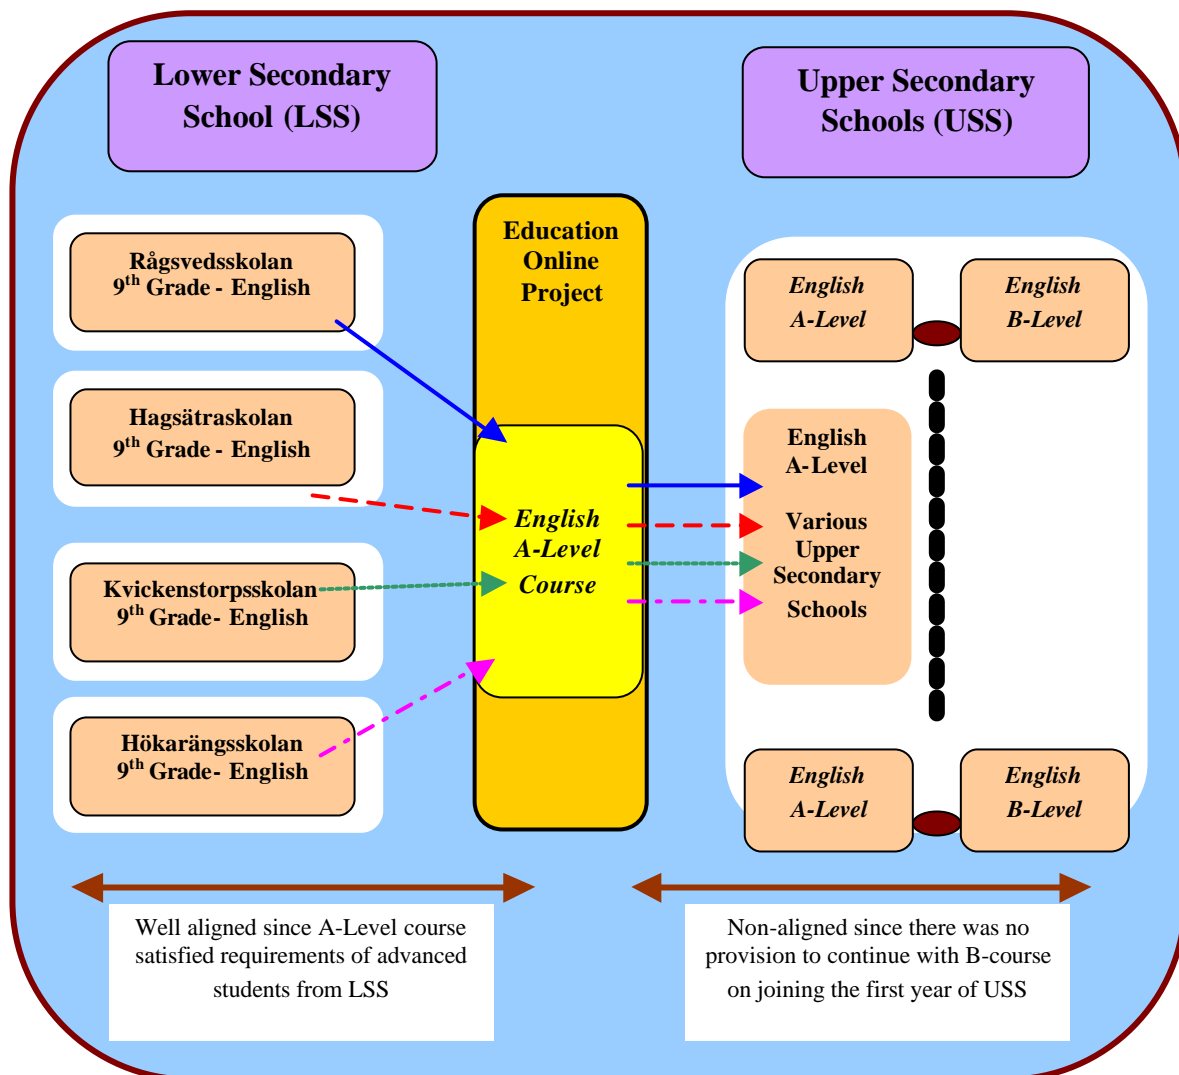 Lower Secondary
School (LSS)
Upper Secondary
Schools (USS)
Education
Online
Project
Rågsvedsskolan
9th Grade - English
Hagsätraskolan
9th Grade - English
Kvickenstorpsskolan
9th Grade- English
Hökarängsskolan
9th Grade- English
English
A-Level
Course
English
A-Level
English
B-Level
English
A-Level
Various
Upper
Secondary
Schools
English
A-Level
English
B-Level
Well aligned since A-Level course
satisfied requirements of advanced
students from LSS
Non-aligned since there was no
provision to continue with B-course
on joining the first year of USS